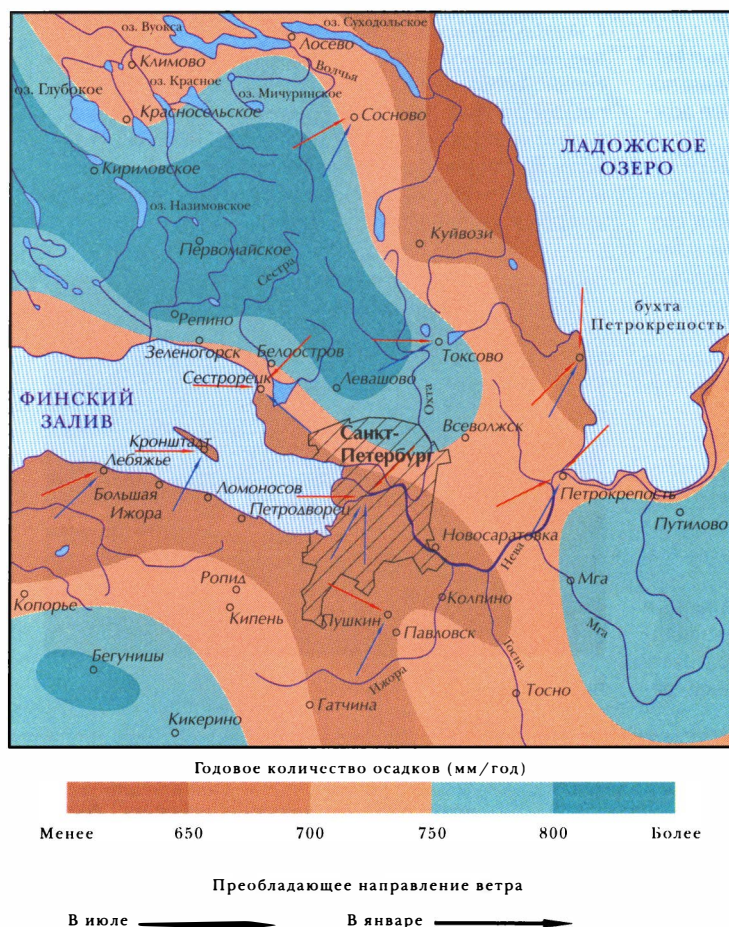 оз. Вуокса
оз. Суходольское
Лосево
Климово
Волчья
оз. Красное
оз. Глубокое
оз. Мичуринское
Красносельское
Сосново
ЛАДОЖСКОЕ
ОЗЕРО
Кириловское
оз. Назимовское
Куйвози
Первомайское
Сестра
бухта
Петрокрепость
Репино
Зеленогорск
Белоостров
Токсово
Сестрорецк
Левашово
ФИНСКИЙ
ЗАЛИВ
Охта
Санкт-
Петербург
Всеволжск
Кронштадт
Лебяжье
Большая
Ижора
Ломоносов
Петродворец
Петрокрепость
Путилово
Новосаратовка
Нева
Ропид
Мга
Копорье
Кипень
Колпино
Пушкин
Павловск
Мга
Тосна
Бегуницы
Ижора
Тосно
Гатчина
Кикерино
Годовое количество осадков (мм/год)
Менее 650 700 750 800 Более
Преобладающее направление ветра
В июле В январе